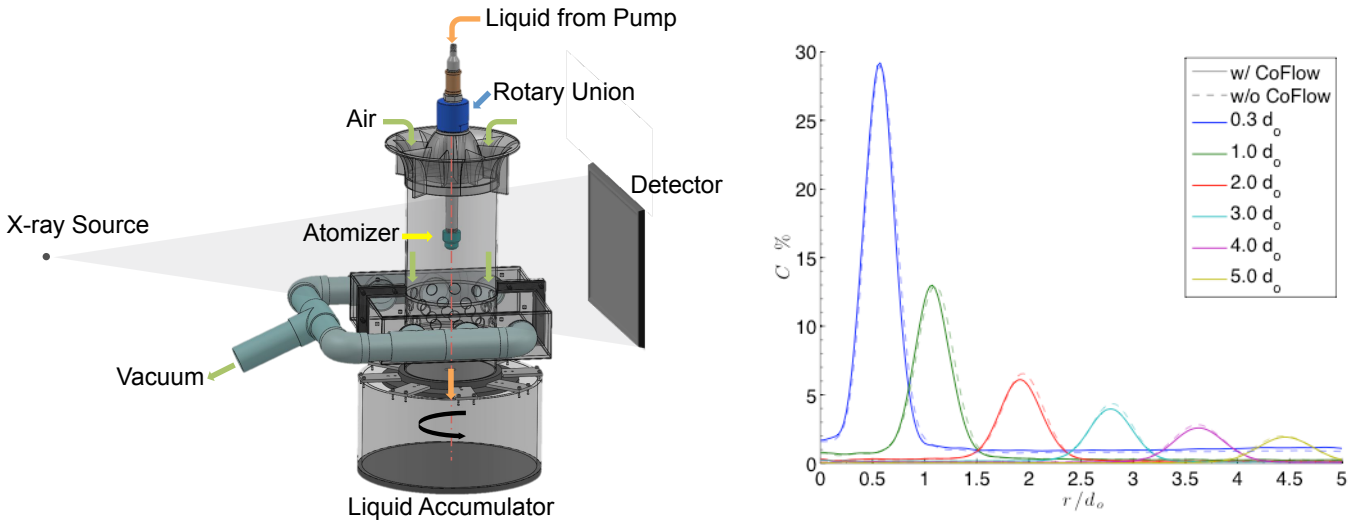 Liquid from Pump
Rotary Union
Air
Detector
X-ray Source
Atomizer
Vacuum
Liquid Accumulator
30
25
20
15
10
5
0
C %
0 0.5 1 1.5 2 2.5 3 3.5 4 4.5 5
r/d_o
w/ CoFlow
w/o CoFlow
0.3 d_o
1.0 d_o
2.0 d_o
3.0 d_o
4.0 d_o
5.0 d_o